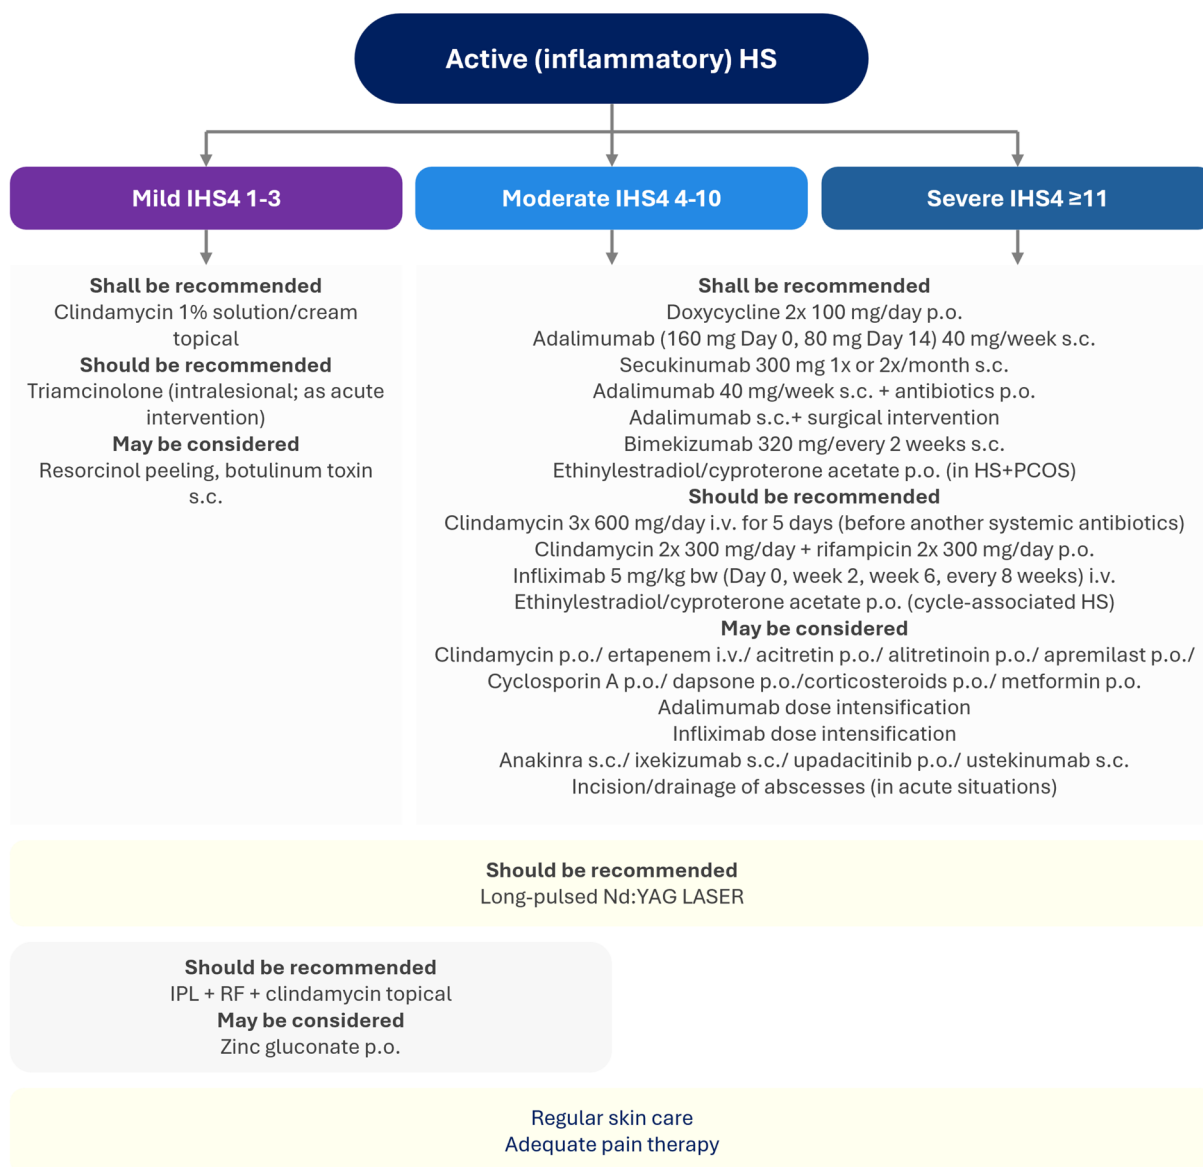 Active (inflammatory) HS
Mild IHS4 1-3
Moderate IHS4 4-10
Severe IHS4 ≥11
Shall be recommended
Clindamycin 1% solution/cream
topical
Should be recommended
Triamcinolone (intralesional; as acute
intervention)
May be considered
Resorcinol peeling, botulinum toxin
s.c.
Shall be recommended
Doxycycline 2x 100 mg/day p.o.
Adalimumab (160 mg Day 0, 80 mg Day 14) 40 mg/week s.c.
Secukinumab 300 mg 1x or 2x/month s.c.
Adalimumab 40 mg/week s.c. + antibiotics p.o.
Adalimumab s.c.+ surgical intervention
Bimekizumab 320 mg/every 2 weeks s.c.
Ethinylestradiol/cyproterone acetate p.o. (in HS+PCOS)
Should be recommended
Clindamycin 3x 600 mg/day i.v. for 5 days (before another systemic antibiotics)
Clindamycin 2x 300 mg/day + rifampicin 2x 300 mg/day p.o.
Infliximab 5 mg/kg bw (Day 0, week 2, week 6, every 8 weeks) i.v.
Ethinylestradiol/cyproterone acetate p.o. (cycle-associated HS)
May be considered
Clindamycin p.o./ ertapenem i.v./ acitretin p.o./ alitretinoin p.o./ apremilast p.o./
Cyclosporin A p.o./ dapsone p.o./corticosteroids p.o./ metformin p.o.
Adalimumab dose intensification
Infliximab dose intensification
Anakinra s.c./ ixekizumab s.c./ upadacitinib p.o./ ustekinumab s.c.
Incision/drainage of abscesses (in acute situations)
Should be recommended
Long-pulsed Nd:YAG LASER
Should be recommended
IPL + RF + clindamycin topical
May be considered
Zinc gluconate p.o.
Regular skin care
Adequate pain therapy